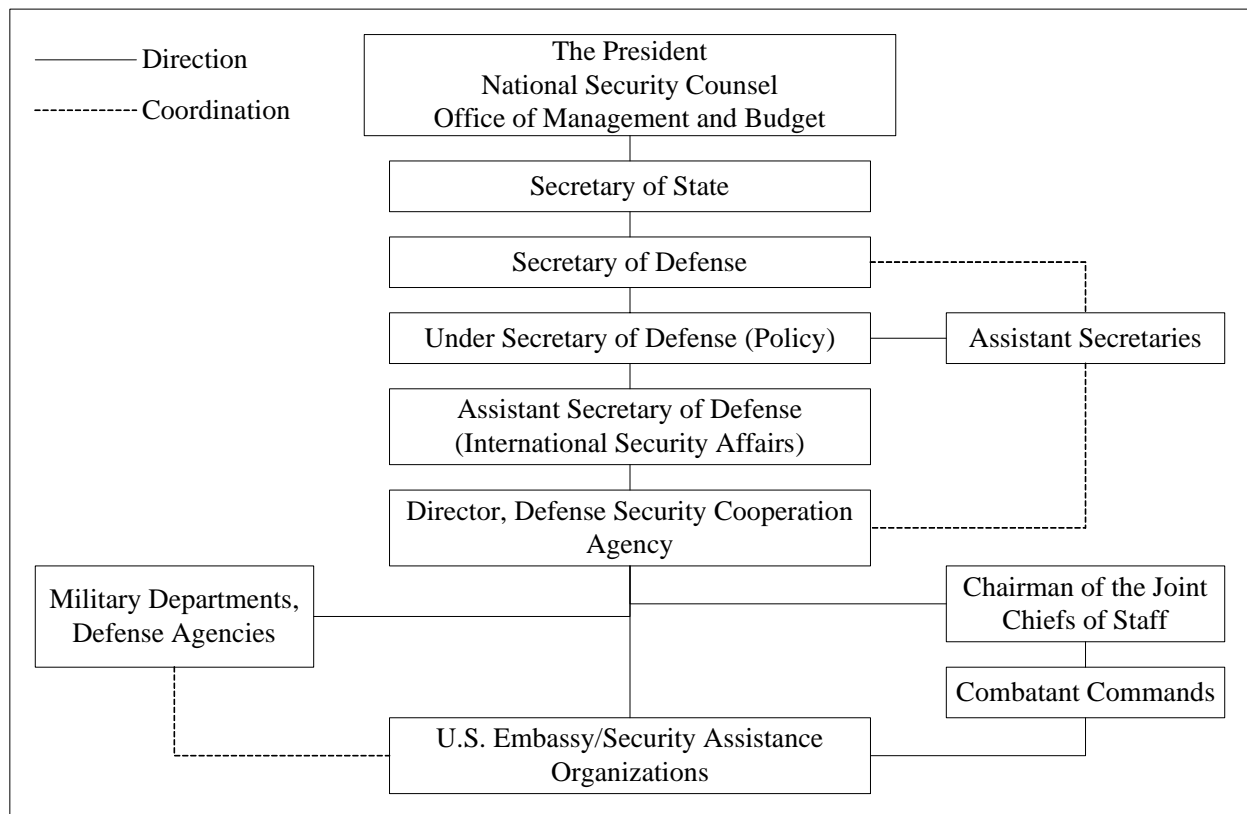 Direction
Coordination
The President
National Security Counsel
Office of Management and Budget
Secretary of State
Secretary of Defense
Under Secretary of Defense (Policy)
Assistant Secretaries
Assistant Secretary of Defense
(International Security Affairs)
Director, Defense Security Cooperation
Agency
Military Departments,
Defense Agencies
Chairman of the Joint
Chiefs of Staff
Combatant Commands
U.S. Embassy/Security Assistance
Organizations